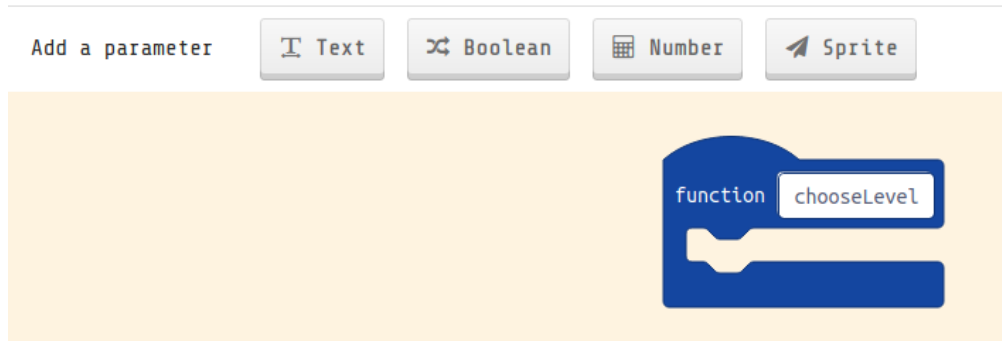 Add a parameter Text Boolean Number Sprite
function chooseLevel